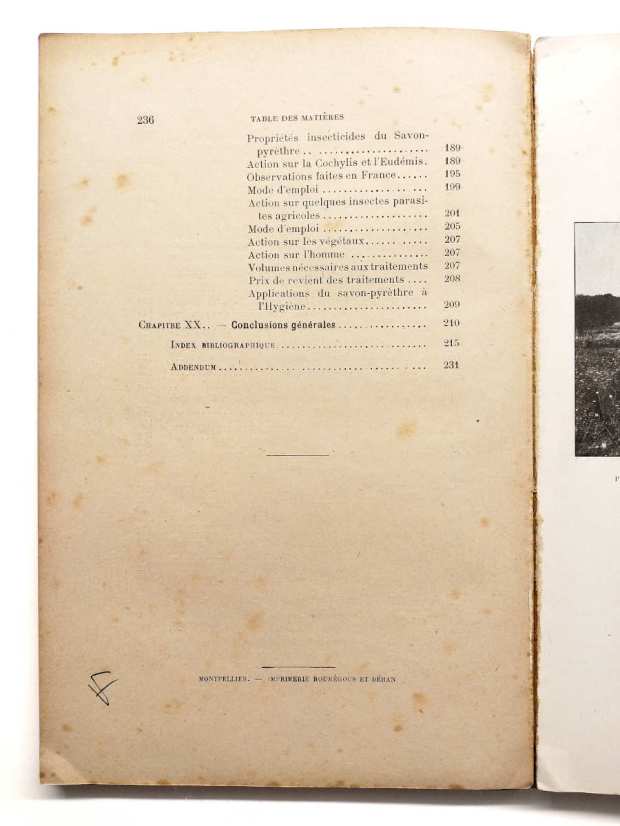 236 TABLE DES MATIÈRES
Propriétés insecticides du Savon-
pyrèthre.. ..................... 189
Action sur la Cochylis et l'Eudémis. 189
Observations faites en France...... 195
Mode d'emploi .................... 199
Action sur quelques insectes parasi-
tes agricoles .................... 201
Mode d'emploi .................... 205
Action sur les végétaux........... 207
Action sur l'homme .............. 207
Volumes nécessaires aux traitements 207
Prix de revient des traitements .... 208
Applications du savon-pyrèthre à
l'Hygiène....................... 209
CHAPITRE XX.. — Conclusions générales ................ 210
INDEX BIBLIOGRAPHIQUE ........................... 215
ADDENDUM ..................................... 231
MONTPELLIER. — IMPRIMERIE ROUMÉGOUS ET DÉHAN